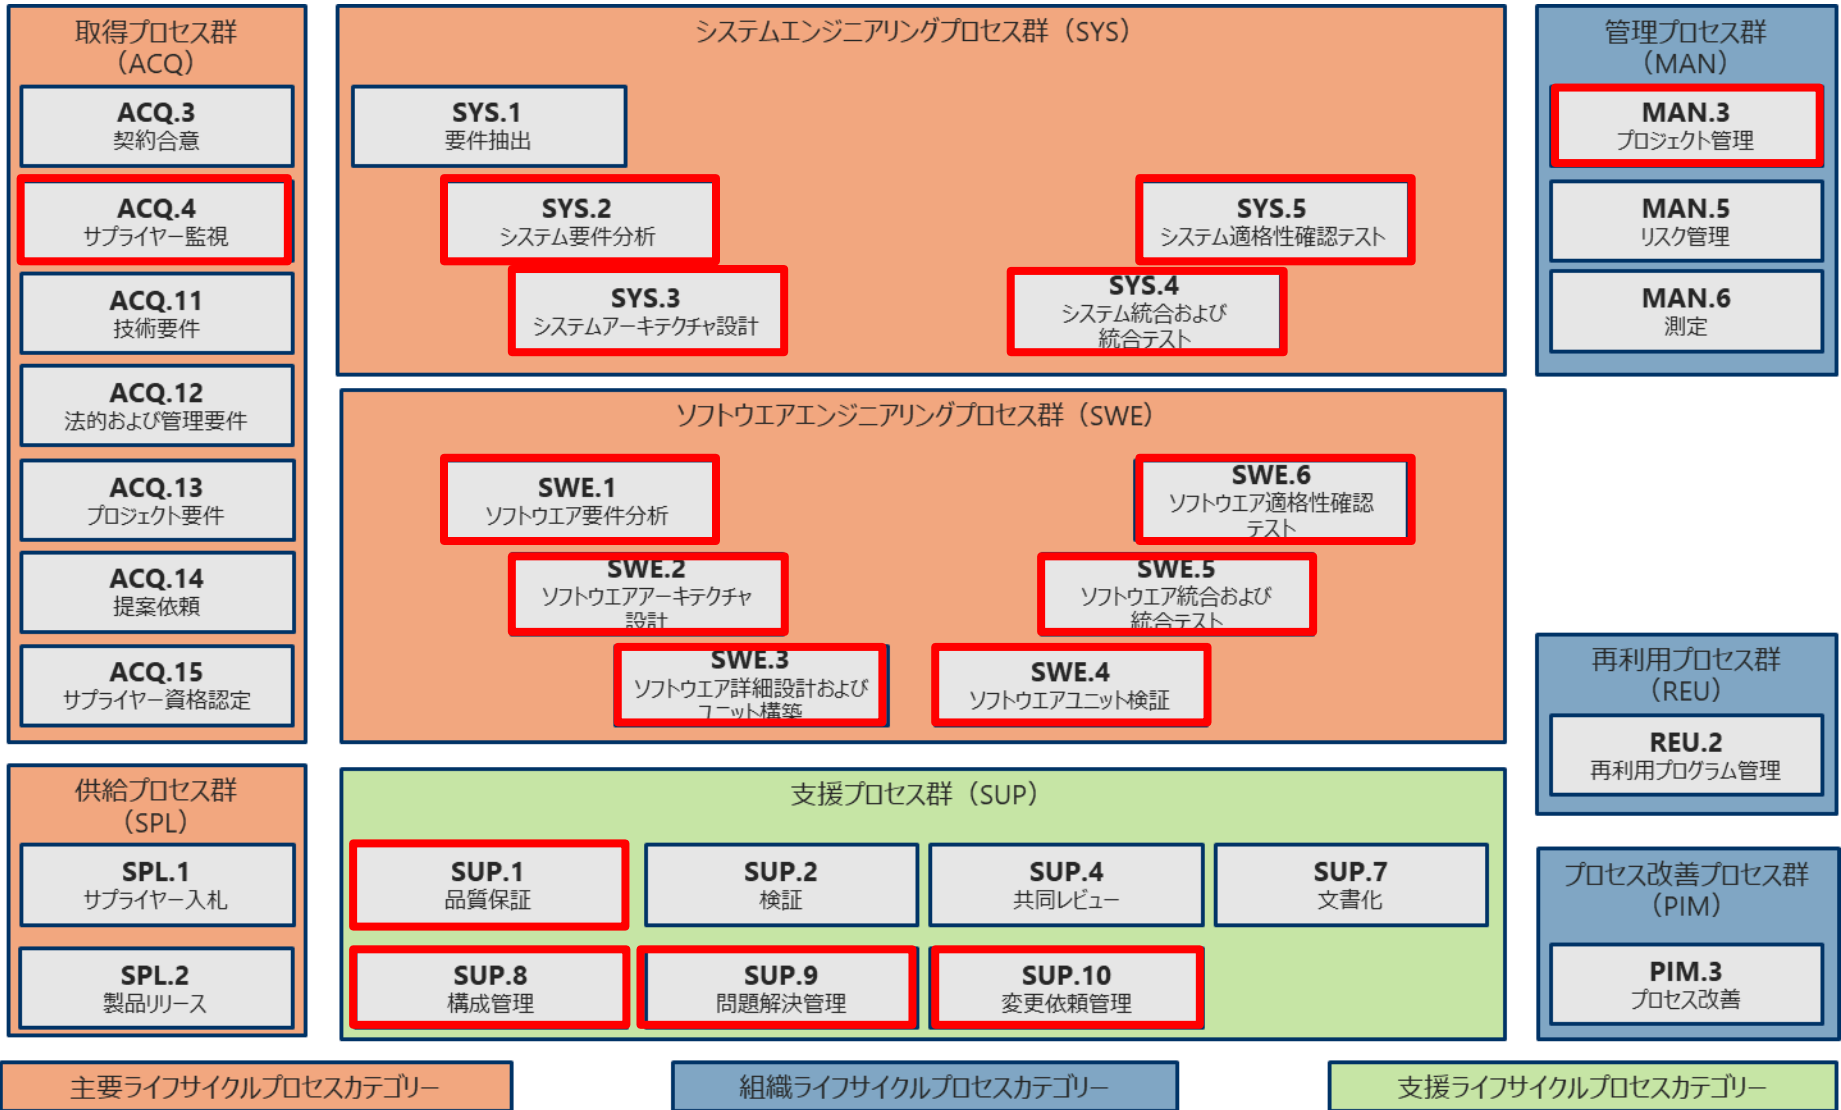 取得プロセス群
（ACQ）
ACQ.3
契約合意
ACQ.4
サプライヤー監視
ACQ.11
技術要件
ACQ.12
法的および管理要件
ACQ.13
プロジェクト要件
ACQ.14
提案依頼
ACQ.15
サプライヤー資格認定
供給プロセス群
（SPL）
SPL.1
サプライヤー入札
SPL.2
製品リリース
システムエンジニアリングプロセス群（SYS）
SYS.1
要件抽出
SYS.2
システム要件分析
SYS.3
システムアーキテクチャ設計
SYS.5
システム適格性確認テスト
SYS.4
システム統合および
統合テスト
ソフトウエアエンジニアリングプロセス群（SWE）
SWE.1
ソフトウエア要件分析
SWE.2
ソフトウエアアーキテクチャ
設計
SWE.3
ソフトウエア詳細設計および
ユニット構築
SWE.6
ソフトウエア適格性確認
テスト
SWE.5
ソフトウエア統合および
統合テスト
SWE.4
ソフトウエアユニット検証
支援プロセス群（SUP）
SUP.1
品質保証
SUP.2
検証
SUP.4
共同レビュー
SUP.7
文書化
SUP.8
構成管理
SUP.9
問題解決管理
SUP.10
変更依頼管理
管理プロセス群
（MAN）
MAN.3
プロジェクト管理
MAN.5
リスク管理
MAN.6
測定
再利用プロセス群
（REU）
REU.2
再利用プログラム管理
プロセス改善プロセス群
（PIM）
PIM.3
プロセス改善
主要ライフサイクルプロセスカテゴリー
組織ライフサイクルプロセスカテゴリー
支援ライフサイクルプロセスカテゴリー